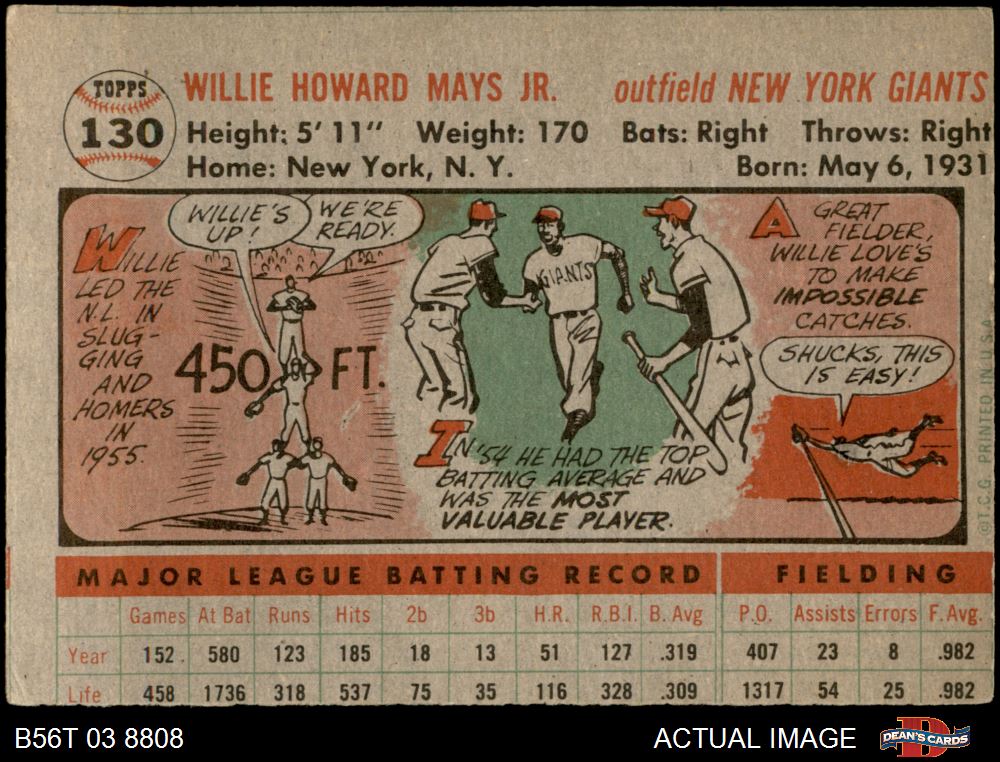 TOPPS
130
WILLIE HOWARD MAYS JR. outfield NEW YORK GIANTS
Height: 5' 11" Weight: 170 Bats: Right Throws: Right
Home: New York, N. Y. Born: May 6, 1931
WILLIE'S
UP!
WE'RE
READY.
WILLIE
LED THE
N.L. IN
SLUG-
GING
AND
HOMERS
IN
1955.
450 FT.
GIANTS
IN '54 HE HAD THE TOP
BATTING AVERAGE AND
WAS THE MOST
VALUABLE PLAYER.
A GREAT
FIELDER,
WILLIE LOVE'S
TO MAKE
IMPOSSIBLE
CATCHES.
SHUCKS, THIS
IS EASY!
©T.C.G. PRINTED IN U.S.A.
MAJOR LEAGUE BATTING RECORD FIELDING
Games At Bat Runs Hits 2b 3b H.R. R.B.I. B. Avg P.O. Assists Errors F. Avg.
Year 152 580 123 185 18 13 51 127 .319 407 23 8 .982
Life 458 1736 318 537 75 35 116 328 .309 1317 54 25 .982
B56T 03 8808 ACTUAL IMAGE
DEAN'S CARDS